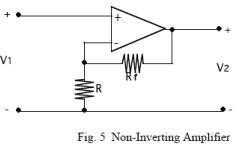 + + +
-
V1 Rf V2
R
- -
Fig. 5 Non-Inverting Amplifier